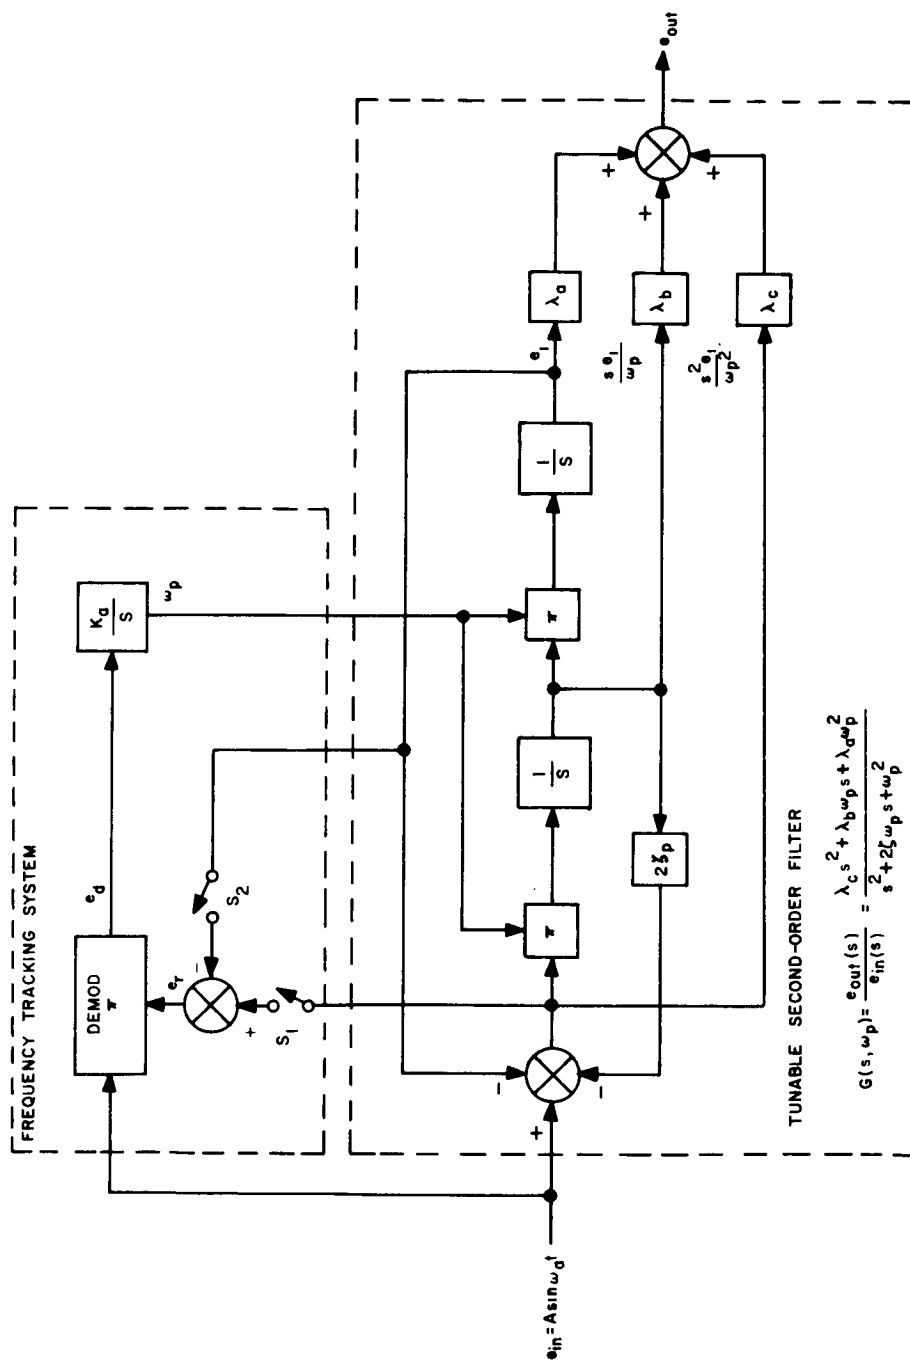 FREQUENCY TRACKING SYSTEM
DEMOD
π
e_d
K_a
S
ω_p
e_r
−
+
S_1
S_2
e_in = A sin ω_a t
+
−
−
π
1
S
π
1
S
e_1
λ_a
2ζ_p
s e_1
ω_p
λ_b
s^2 e_1
ω_p^2
λ_c
+
+
+
e_out
TUNABLE SECOND-ORDER FILTER
G(s, ω_p) = e_out(s) / e_in(s) = λ_c s^2 + λ_b ω_p s + λ_a ω_p^2 / s^2 + 2ζ ω_p s + ω_p^2